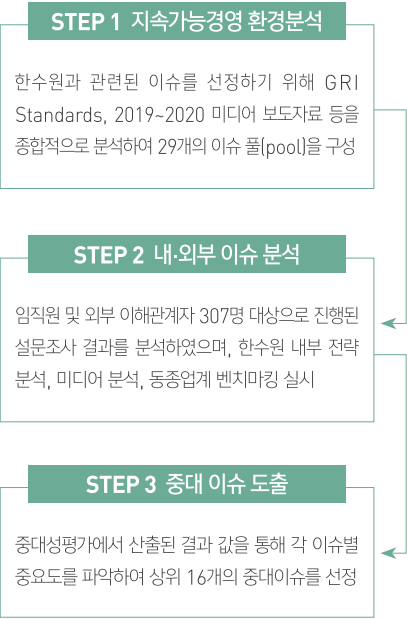 STEP 1 지속가능경영 환경분석
한수원과 관련된 이슈를 선정하기 위해 GRI
Standards, 2019~2020 미디어 보도자료 등을
종합적으로 분석하여 29개의 이슈 풀(pool)을 구성
STEP 2 내·외부 이슈 분석
임직원 및 외부 이해관계자 307명 대상으로 진행된
설문조사 결과를 분석하였으며, 한수원 내부 전략
분석, 미디어 분석, 동종업계 벤치마킹 실시
STEP 3 중대 이슈 도출
중대성평가에서 산출된 결과 값을 통해 각 이슈별
중요도를 파악하여 상위 16개의 중대이슈를 선정